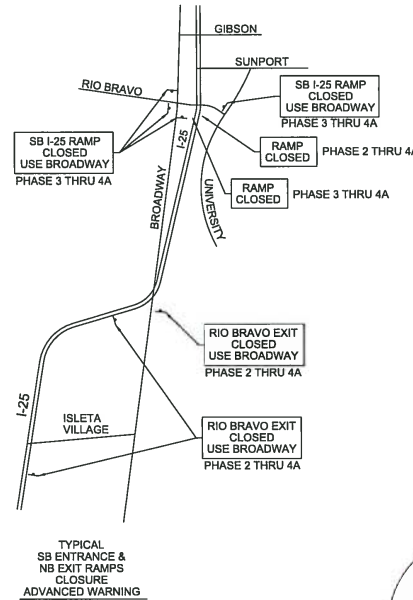 GIBSON
SUNPORT
RIO BRAVO
SB I-25 RAMP
CLOSED
USE BROADWAY
PHASE 3 THRU 4A
SB I-25 RAMP
CLOSED
USE BROADWAY
PHASE 3 THRU 4A
I-25
RAMP
CLOSED
PHASE 2 THRU 4A
RAMP
CLOSED
PHASE 3 THRU 4A
BROADWAY
UNIVERSITY
RIO BRAVO EXIT
CLOSED
USE BROADWAY
PHASE 2 THRU 4A
I-25
ISLETA
VILLAGE
RIO BRAVO EXIT
CLOSED
USE BROADWAY
PHASE 2 THRU 4A
TYPICAL
SB ENTRANCE &
NB EXIT RAMPS
CLOSURE
ADVANCED WARNING